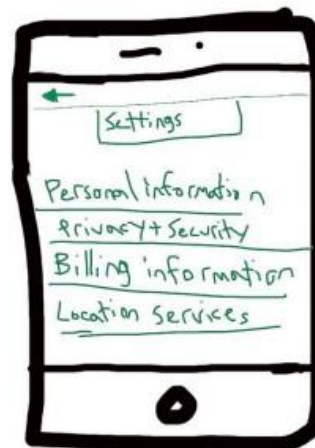 Settings
Personal information
Privacy + Security
Billing information
Location Services